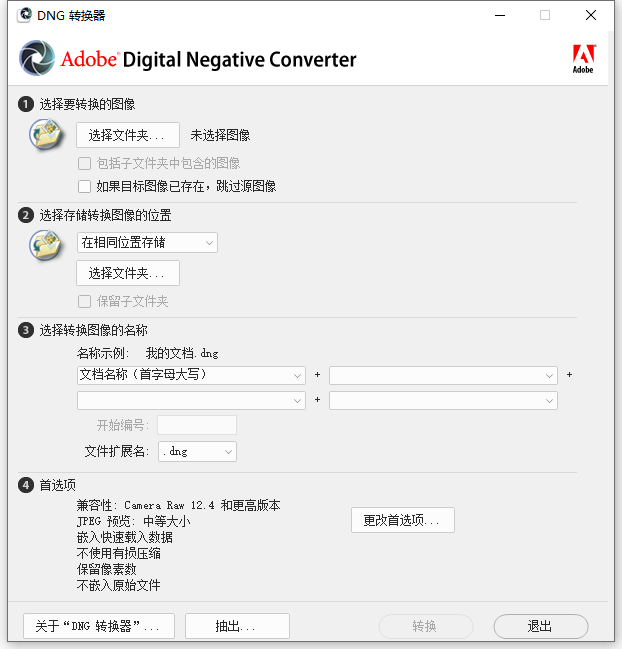 DNG 转换器
Adobe® Digital Negative Converter
Adobe
1 选择要转换的图像
选择文件夹... 未选择图像
包括子文件夹中包含的图像
如果目标图像已存在，跳过源图像
2 选择存储转换图像的位置
在相同位置存储
选择文件夹...
保留子文件夹
3 选择转换图像的名称
名称示例: 我的文档.dng
文档名称（首字母大写） + +
+
开始编号:
文件扩展名: .dng
4 首选项
兼容性: Camera Raw 12.4 和更高版本
JPEG 预览: 中等大小
更改首选项...
嵌入快速载入数据
不使用有损压缩
保留像素数
不嵌入原始文件
关于“DNG 转换器”... 抽出... 转换 退出